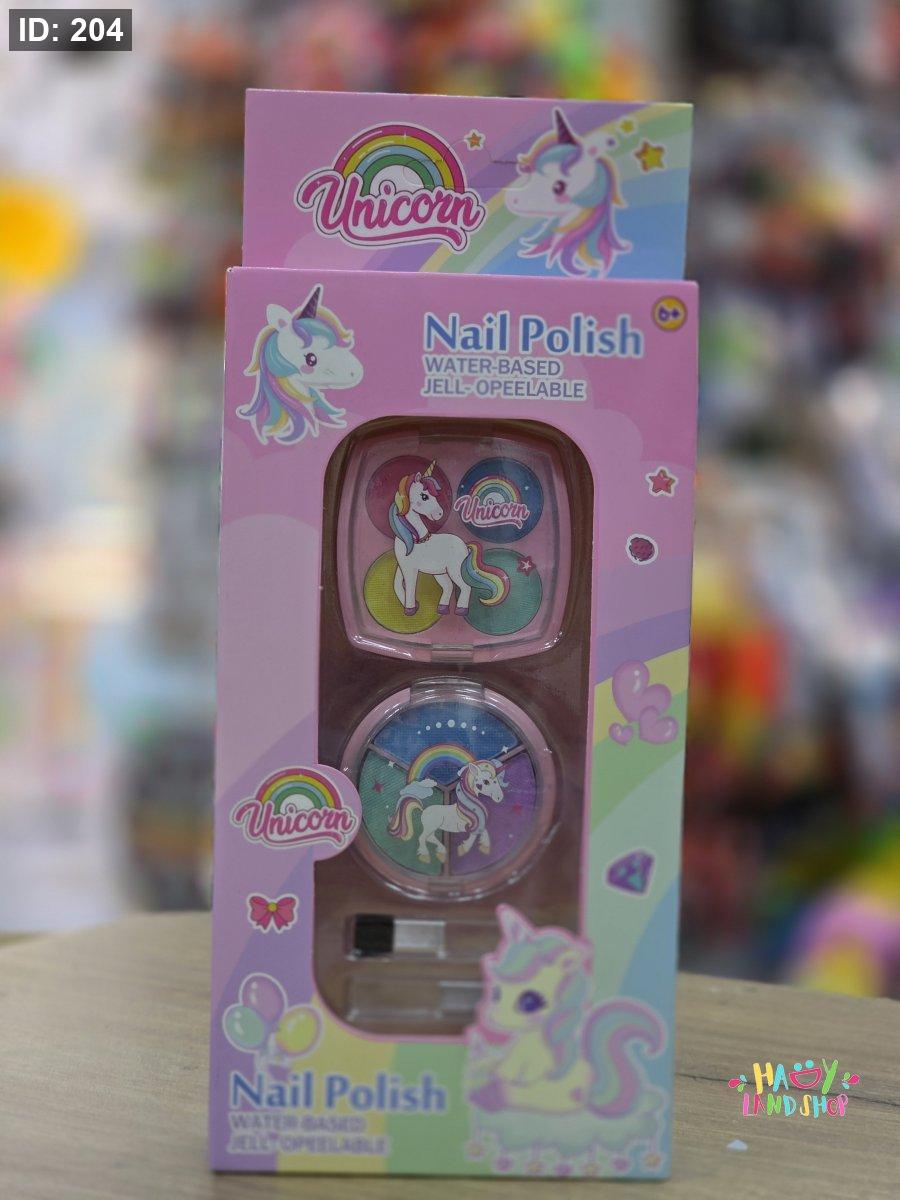 ID: 204
Unicorn
Nail Polish
6+
WATER-BASED
JELL-OPEELABLE
Unicorn
Unicorn
Nail Polish
WATER-BASED
JELL-OPEELABLE
HAPPY
LAND SHOP